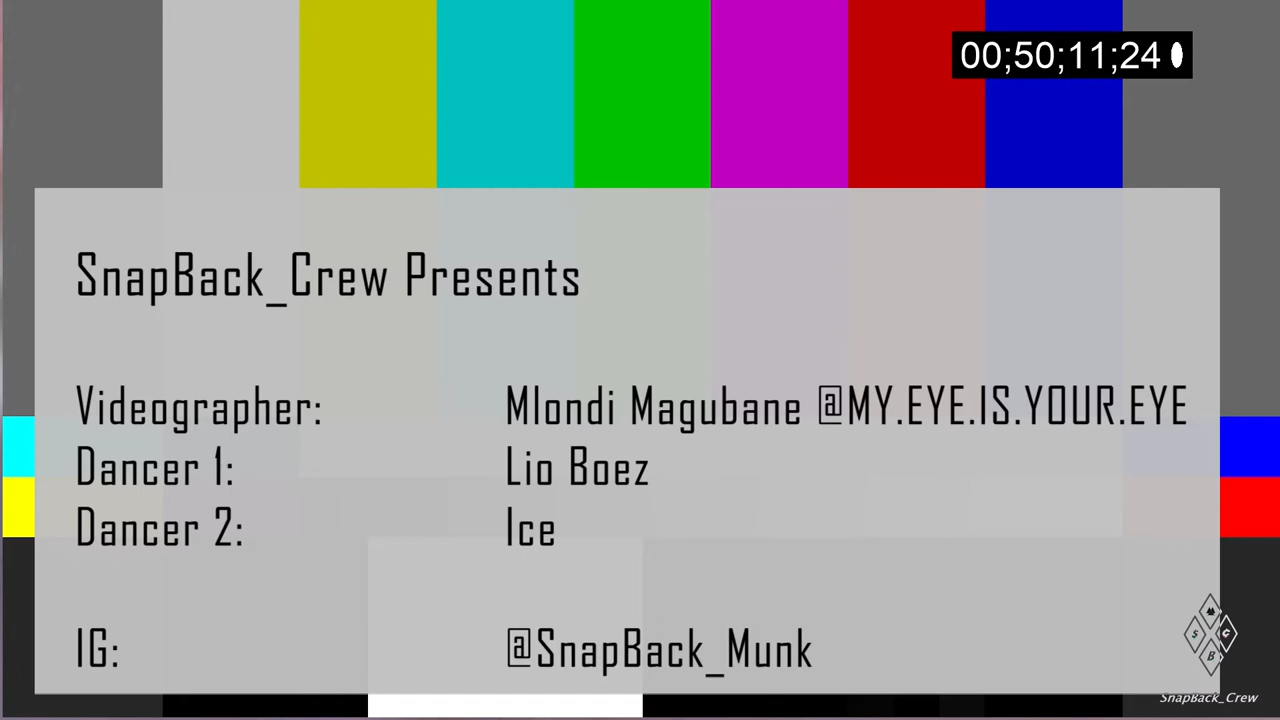 00;50;11;24
SnapBack_Crew Presents
Videographer: Mlondi Magubane @MY.EYE.IS.YOUR.EYE
Dancer 1: Lio Boez
Dancer 2: Ice
IG: @SnapBack_Munk
S C
B
SnapBack_Crew